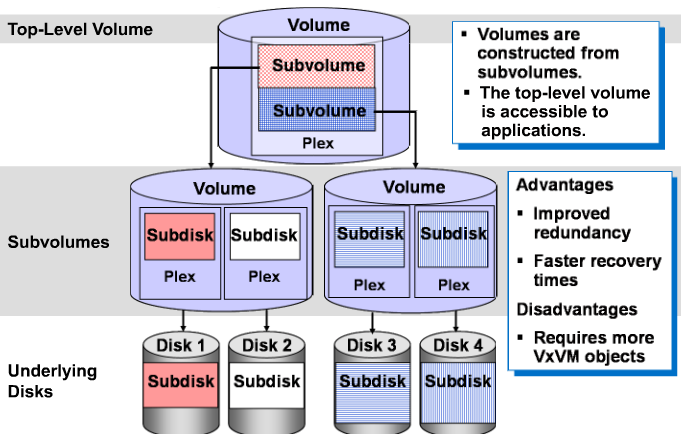 Top-Level Volume
Volume
Subvolume
Subvolume
Plex
▪ Volumes are
constructed from
subvolumes.
▪ The top-level volume
is accessible to
applications.
Subvolumes
Volume
Subdisk
Subdisk
Plex
Plex
Volume
Subdisk
Subdisk
Plex
Plex
Advantages
▪ Improved
redundancy
▪ Faster recovery
times
Disadvantages
▪ Requires more
VxVM objects
Underlying
Disks
Disk 1
Subdisk
Disk 2
Subdisk
Disk 3
Subdisk
Disk 4
Subdisk